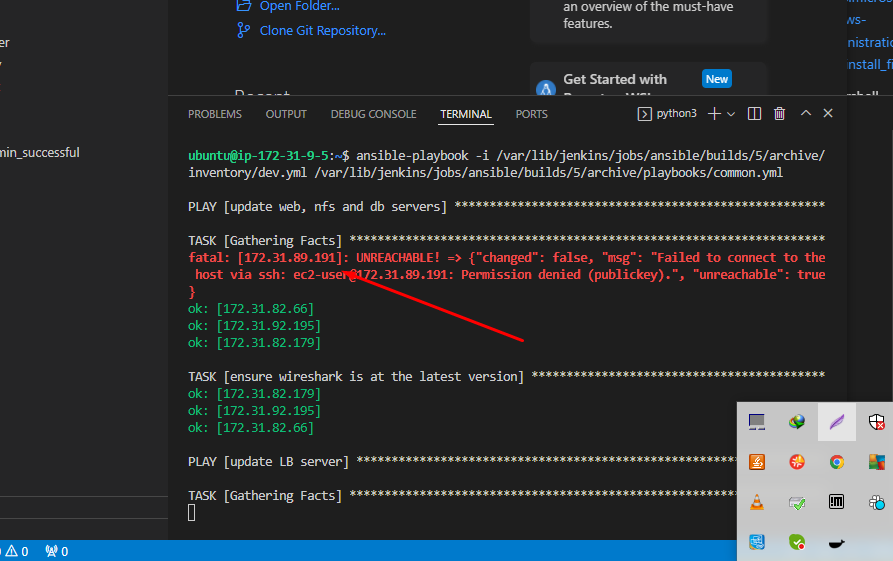 Open Folder...
an overview of the must-have
features.
Clone Git Repository...
ws-
er
nistratio
nstall_fi
Get Started with
New
Recent
PROBLEMS OUTPUT DEBUG CONSOLE TERMINAL PORTS python3
min_successful
ubuntu@ip-172-31-9-5:~$ ansible-playbook -i /var/lib/jenkins/jobs/ansible/builds/5/archive/
inventory/dev.yml /var/lib/jenkins/jobs/ansible/builds/5/archive/playbooks/common.yml
PLAY [update web, nfs and db servers] *****************************************************
TASK [Gathering Facts] ********************************************************************
fatal: [172.31.89.191]: UNREACHABLE! => {"changed": false, "msg": "Failed to connect to the
host via ssh: ec2-user@172.31.89.191: Permission denied (publickey).", "unreachable": true
}
ok: [172.31.82.66]
ok: [172.31.92.195]
ok: [172.31.82.179]
TASK [ensure wireshark is at the latest version] ******************************************
ok: [172.31.82.179]
ok: [172.31.92.195]
ok: [172.31.82.66]
PLAY [update LB server] *******************************************************
TASK [Gathering Facts] ********************************************************
0 0